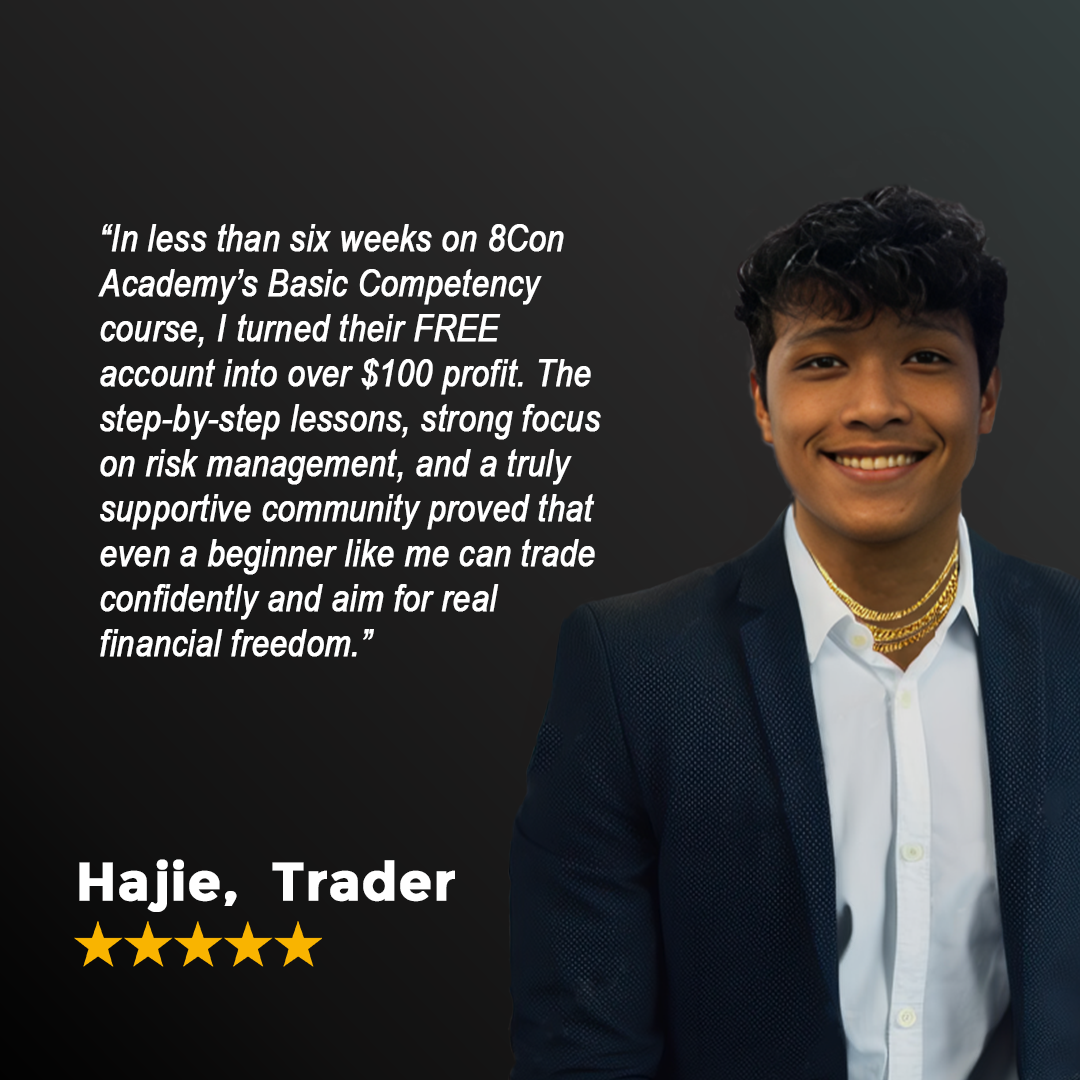 “In less than six weeks on 8Con
Academy’s Basic Competency
course, I turned their FREE
account into over $100 profit. The
step-by-step lessons, strong focus
on risk management, and a truly
supportive community proved that
even a beginner like me can trade
confidently and aim for real
financial freedom.”
Hajie, Trader